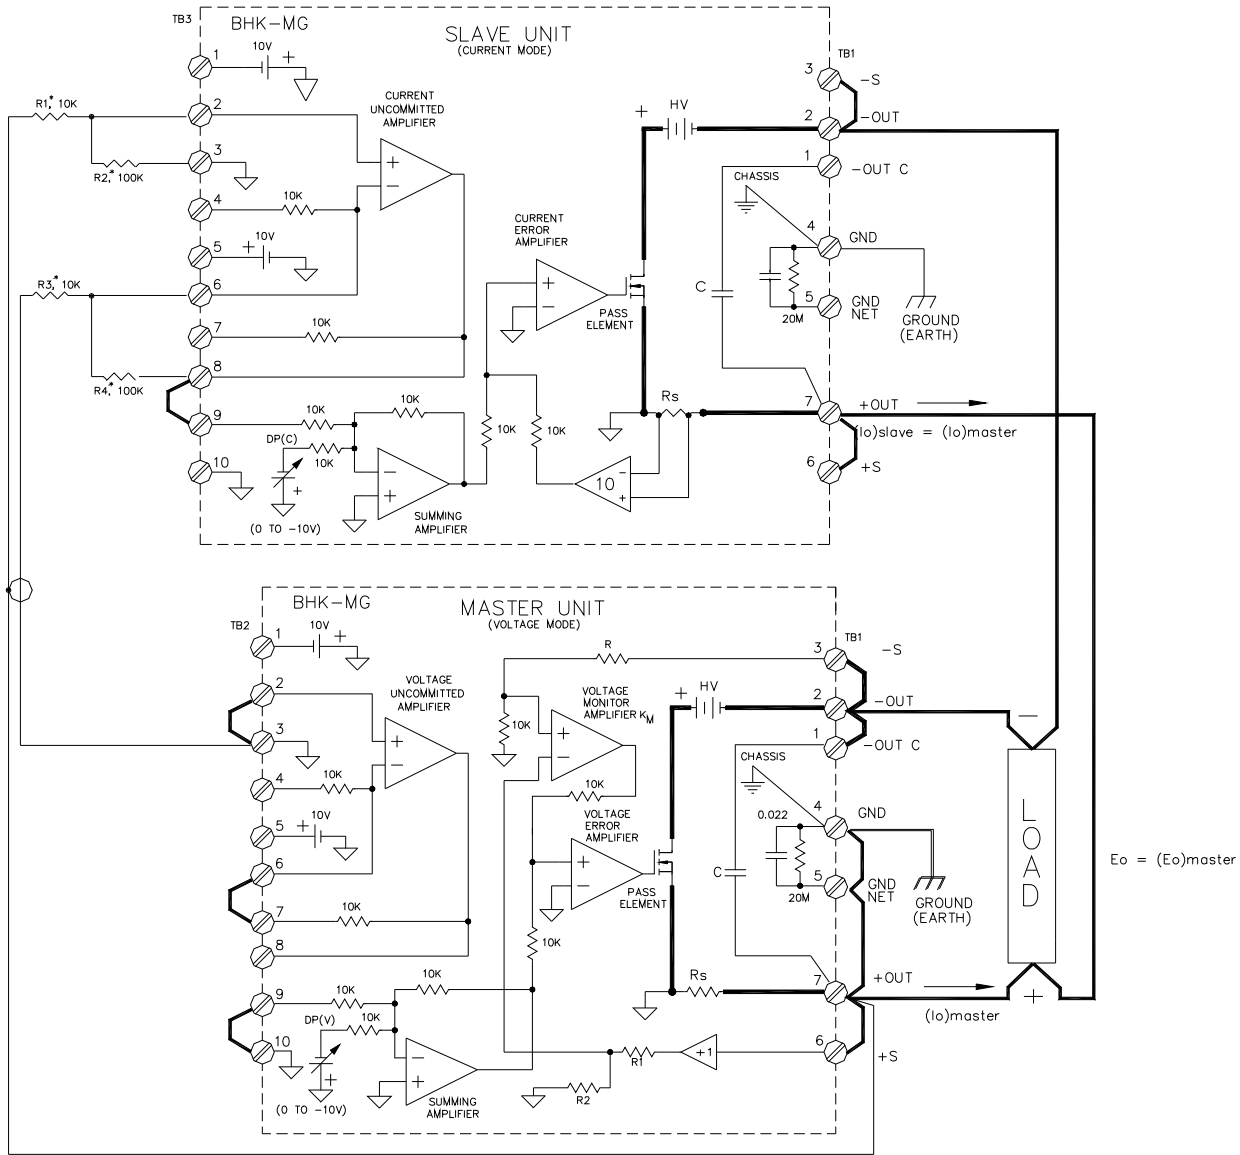 BHK-MG
TB3
SLAVE UNIT
(CURRENT MODE)
TB1
1
10V
+
CURRENT
UNCOMMITTED
AMPLIFIER
3
-S
R1,* 10K
2
+
HV
2
-OUT
3
R2,* 100K
+
−
1
-OUT C
CHASSIS
4
10K
CURRENT
ERROR
AMPLIFIER
4
GND
5
+
10V
R3,* 10K
6
+
−
PASS
ELEMENT
C
20M
5
GND
NET
GROUND
(EARTH)
7
10K
8
R4,* 100K
Rs
7
+OUT
(Io)slave = (Io)master
9
10K
10K
DP(C)
10K
10K
10K
6
+S
10
+
−
+
10
-
+
(0 TO -10V)
SUMMING
AMPLIFIER
BHK-MG
MASTER UNIT
(VOLTAGE MODE)
TB2
1
10V
+
R
3
TB1
-S
2
VOLTAGE
UNCOMMITTED
AMPLIFIER
VOLTAGE
MONITOR
AMPLIFIER KM
+
HV
2
-OUT
−
3
+
−
10K
+
−
1
-OUT C
CHASSIS
4
10K
10K
VOLTAGE
ERROR
AMPLIFIER
0.022
4
GND
LOAD
5
+
10V
Eo = (Eo)master
6
+
−
PASS
ELEMENT
C
20M
5
GND
NET
GROUND
(EARTH)
7
10K
10K
8
10K
Rs
7
+OUT
+
(Io)master
9
10K
DP(V)
10K
10
+
−
+
R1
+1
6
+S
R2
(0 TO -10V)
SUMMING
AMPLIFIER